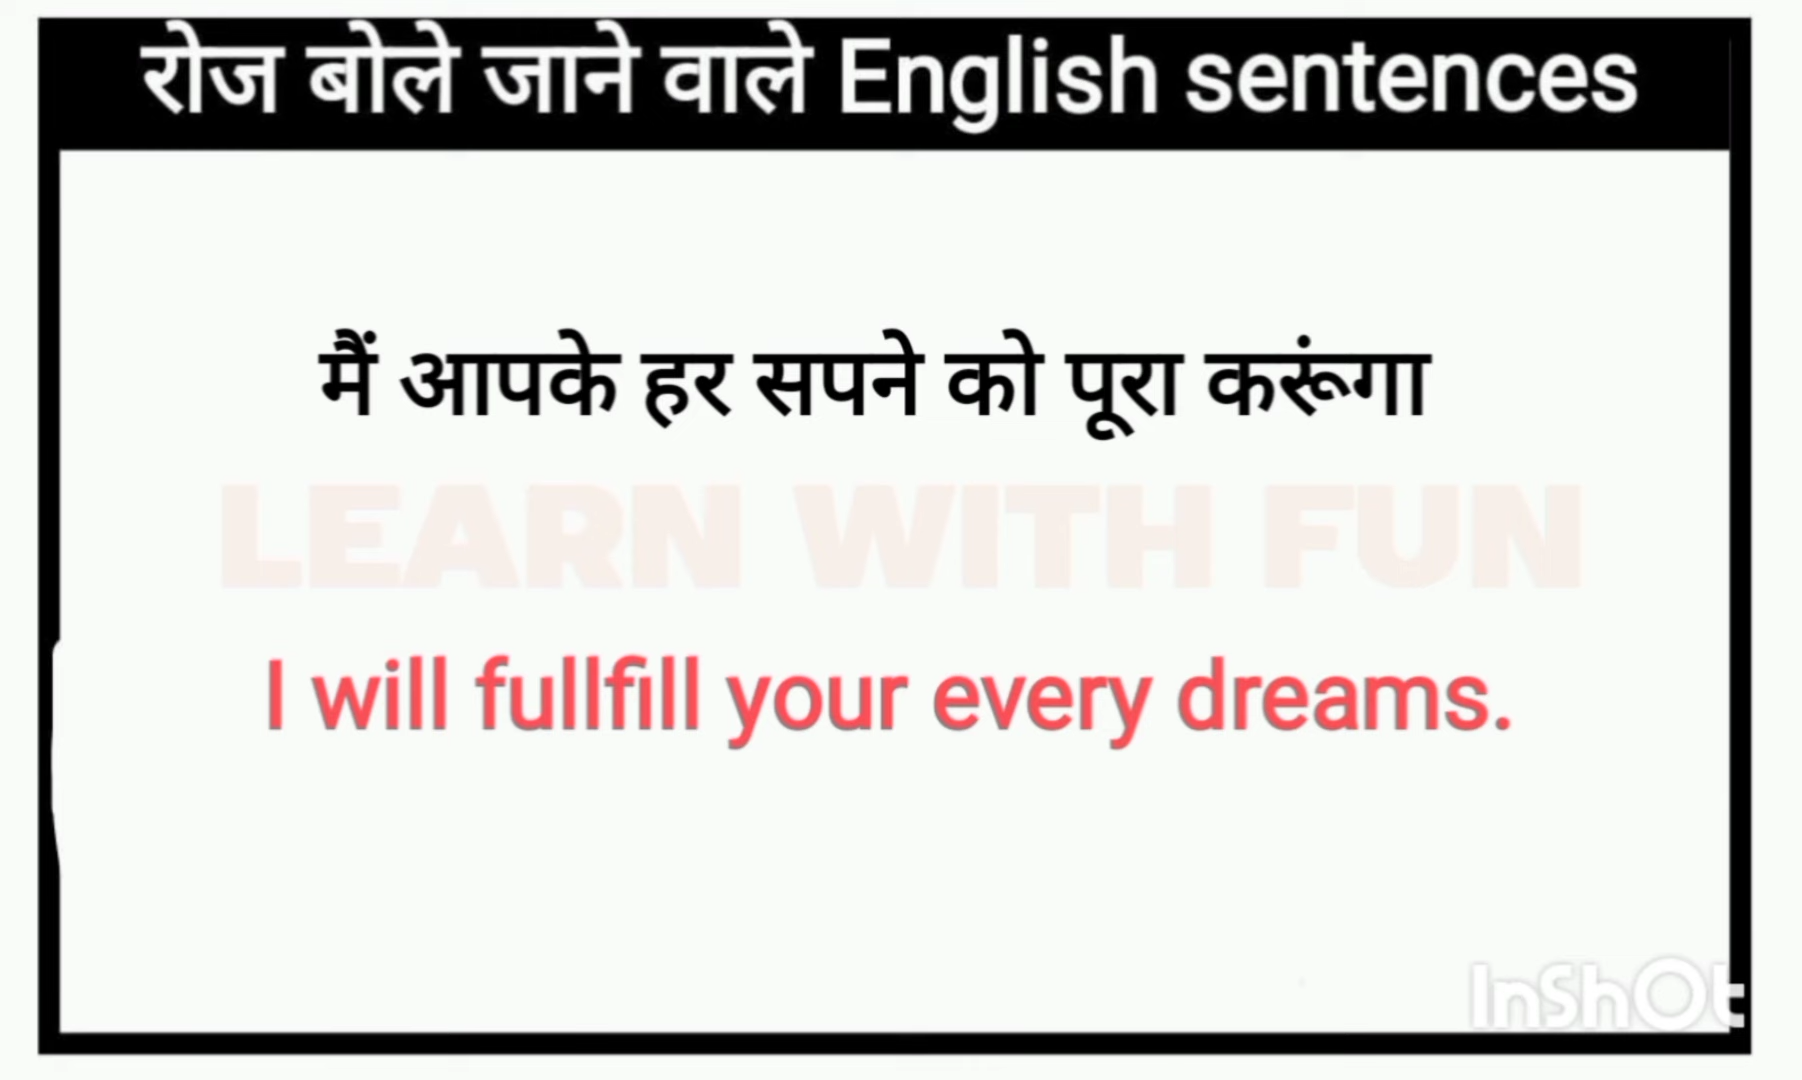 रोज बोले जाने वाले English sentences
मैं आपके हर सपने को पूरा करूंगा
LEARN WITH FUN
I will fullfill your every dreams.
InShOt